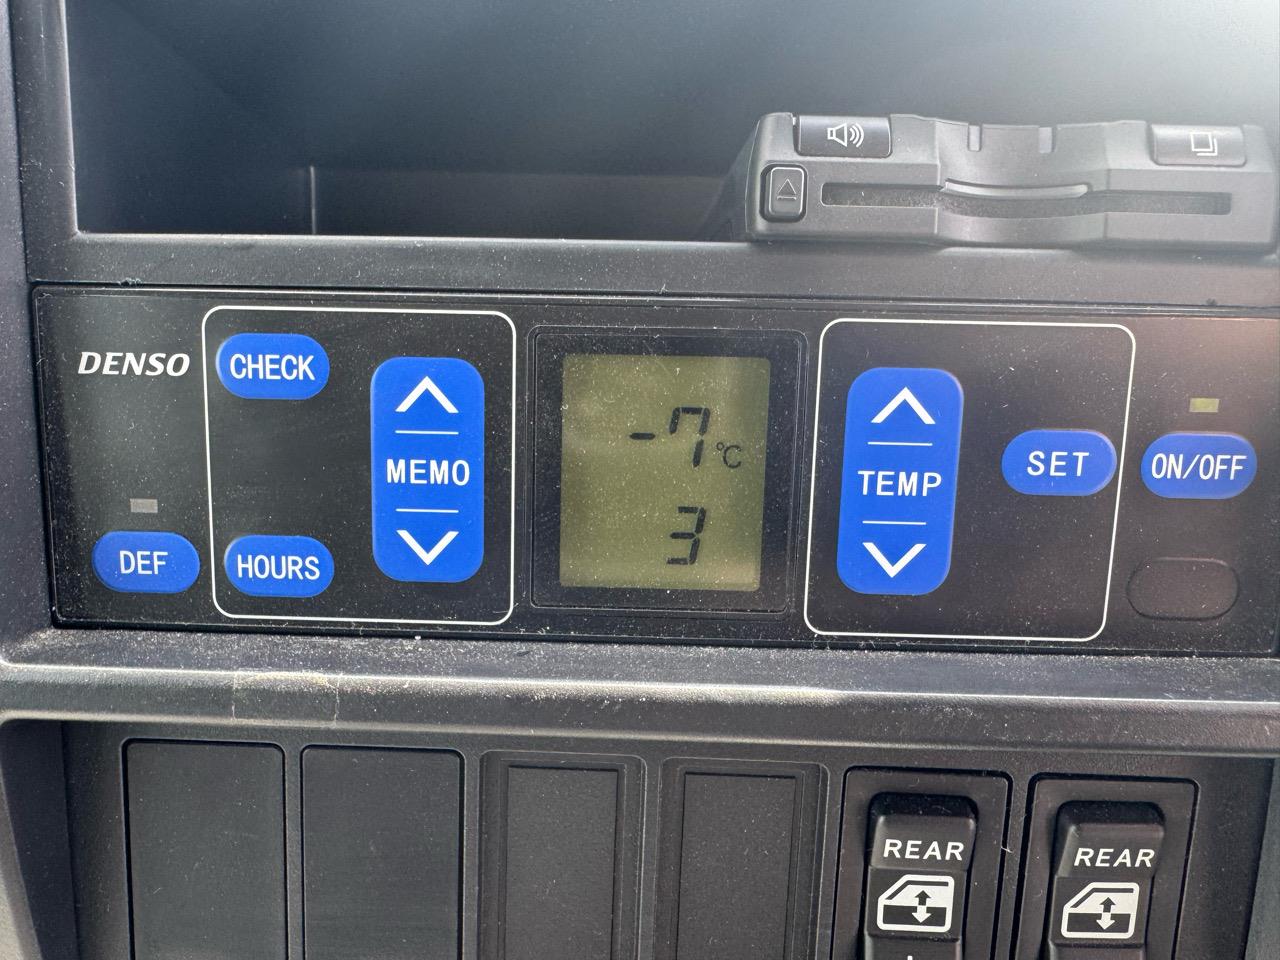 DENSO
CHECK
MEMO
DEF
HOURS
-7°C
3
TEMP
SET
ON/OFF
REAR
REAR